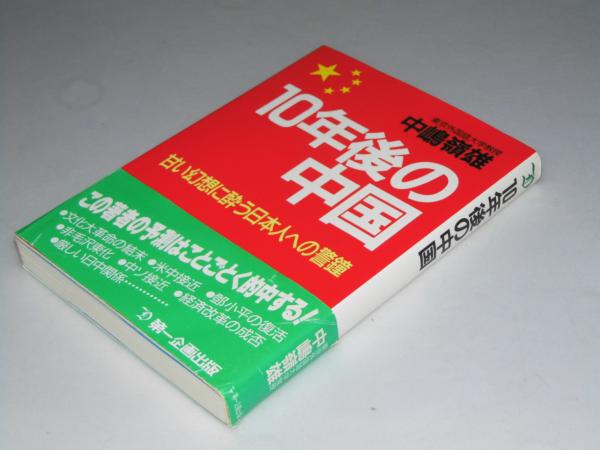 10年後の
中国
東京外国語大学教授
中嶋嶺雄
甘い幻想に酔う日本人への警鐘
この著者の予測はことごとく的中する!
●文化大革命の結末 ●米中接近 ●鄧小平の復活
●非毛沢東化 ●中ソ接近 ●経済改革の成否
●厳しい日中関係…………
第一企画出版
10年後の中国
中嶋嶺雄